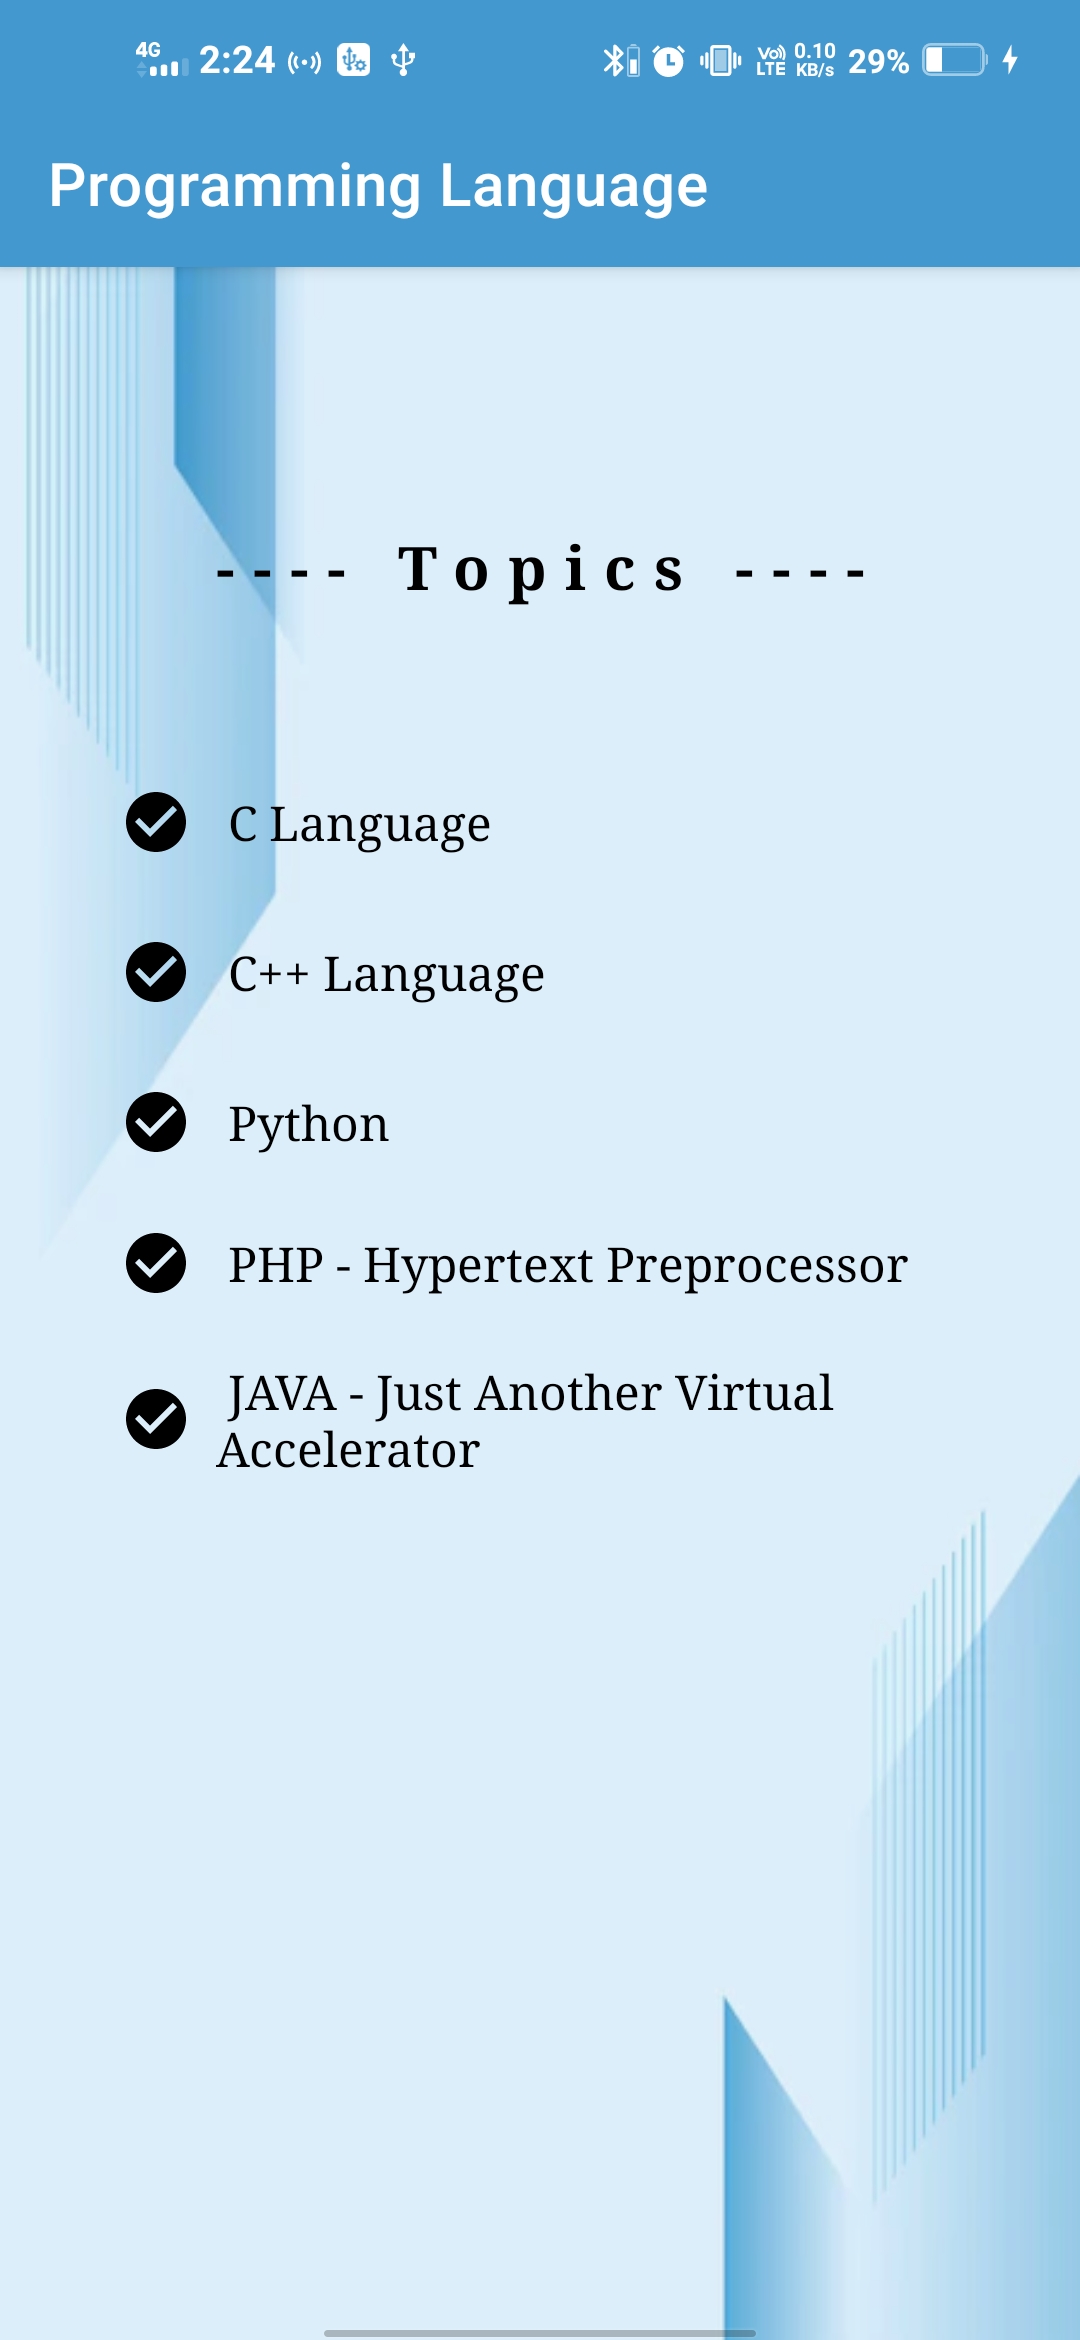 4G 2:24 Vo) LTE 0.10 KB/s 29%
Programming Language
---- Topics ----
C Language
C++ Language
Python
PHP - Hypertext Preprocessor
JAVA - Just Another Virtual
Accelerator